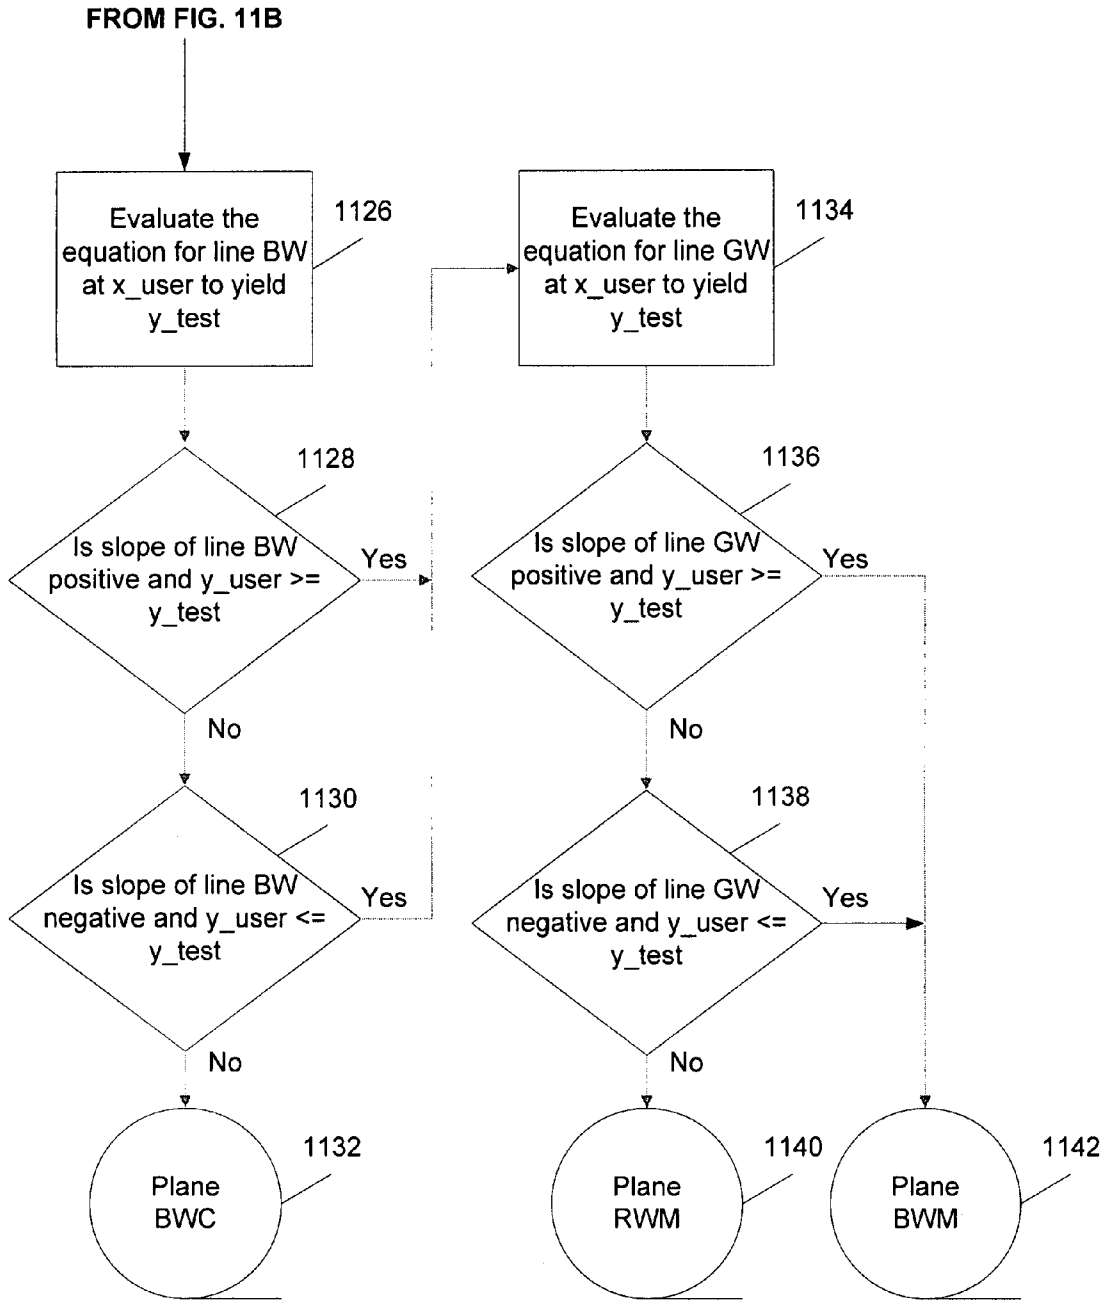 FROM FIG. 11B
Evaluate the
equation for line BW
at x_user to yield
y_test
1126
Is slope of line BW
positive and y_user >=
y_test
1128
Yes
No
Is slope of line BW
negative and y_user <=
y_test
1130
Yes
No
Plane
BWC
1132
Evaluate the
equation for line GW
at x_user to yield
y_test
1134
Is slope of line GW
positive and y_user >=
y_test
1136
Yes
No
Is slope of line GW
negative and y_user <=
y_test
1138
Yes
No
Plane
RWM
1140
Plane
BWM
1142